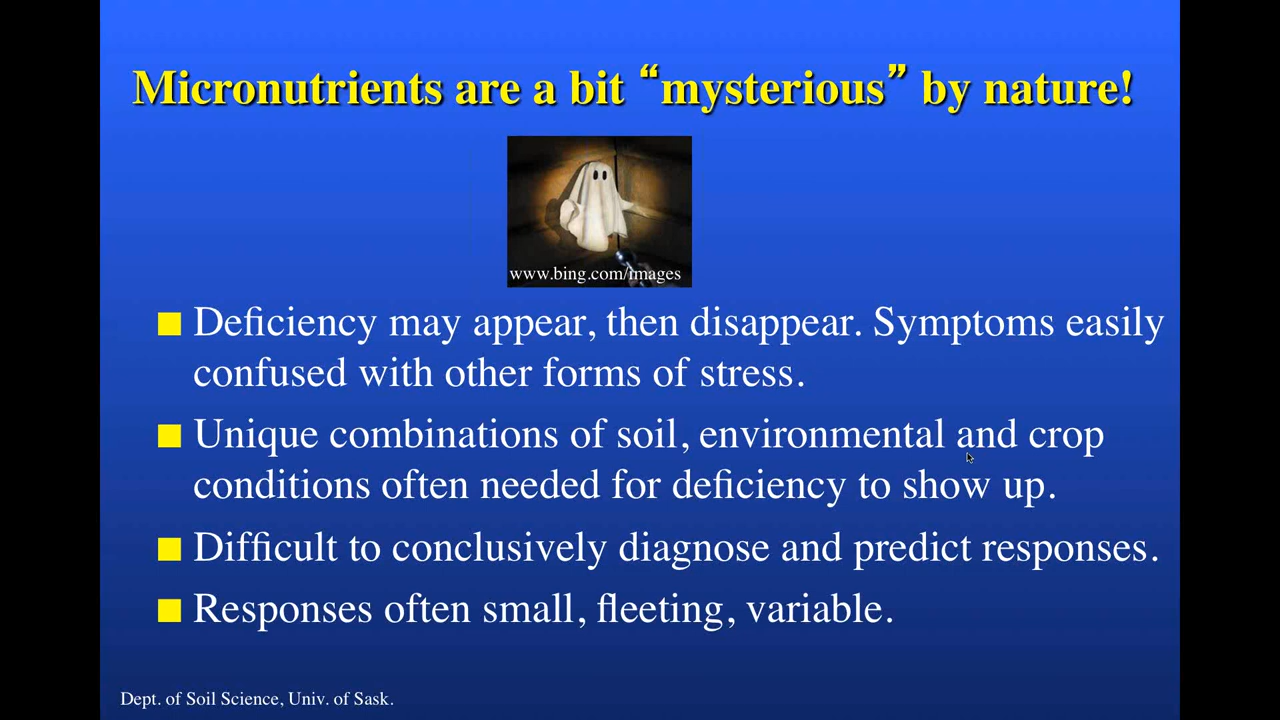 Micronutrients are a bit “mysterious” by nature!
www.bing.com/images
Deficiency may appear, then disappear. Symptoms easily
confused with other forms of stress.
Unique combinations of soil, environmental and crop
conditions often needed for deficiency to show up.
Difficult to conclusively diagnose and predict responses.
Responses often small, fleeting, variable.
Dept. of Soil Science, Univ. of Sask.